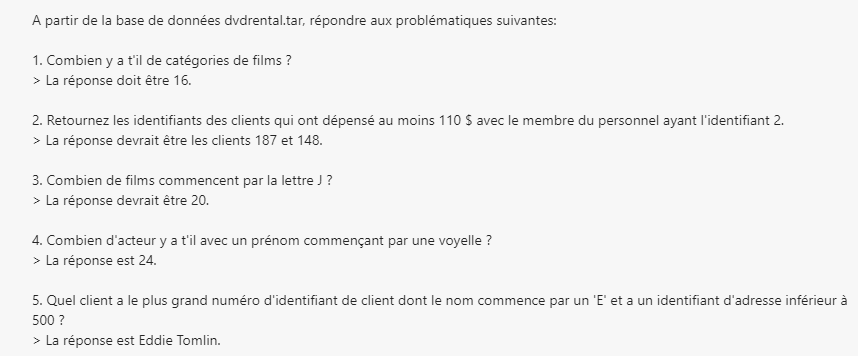 A partir de la base de données dvdrental.tar, répondre aux problématiques suivantes:
1. Combien y a t'il de catégories de films ?
> La réponse doit être 16.
2. Retournez les identifiants des clients qui ont dépensé au moins 110 $ avec le membre du personnel ayant l'identifiant 2.
> La réponse devrait être les clients 187 et 148.
3. Combien de films commencent par la lettre J ?
> La réponse devrait être 20.
4. Combien d'acteur y a t'il avec un prénom commençant par une voyelle ?
> La réponse est 24.
5. Quel client a le plus grand numéro d'identifiant de client dont le nom commence par un 'E' et a un identifiant d'adresse inférieur à
500 ?
> La réponse est Eddie Tomlin.